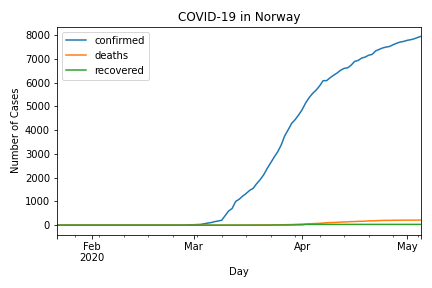 COVID-19 in Norway
confirmed
deaths
recovered
Number of Cases
8000
7000
6000
5000
4000
3000
2000
1000
0
Feb
2020
Mar
Apr
May
Day